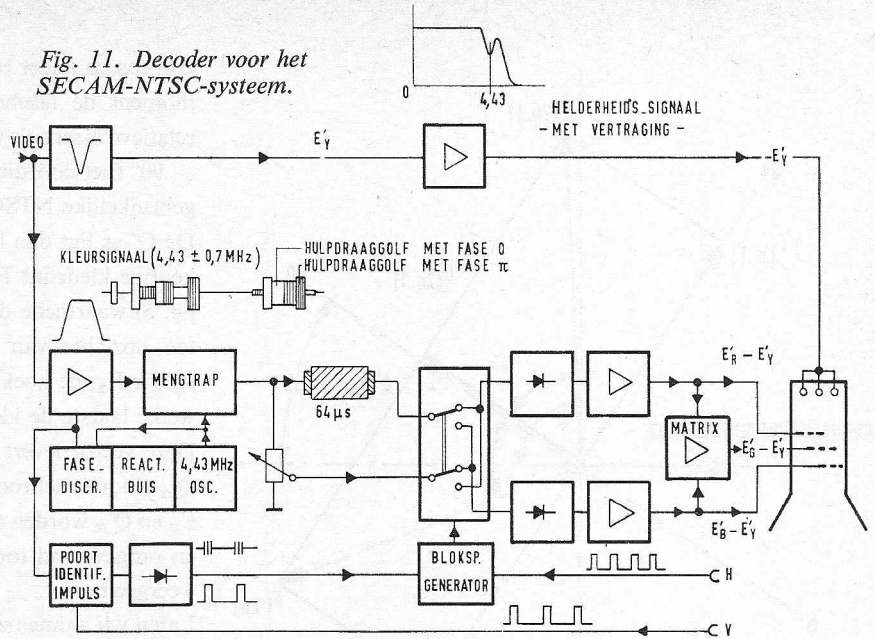 Fig. 11. Decoder voor het
SECAM-NTSC-systeem.
0
4,43
HELDERHEIDS_SIGNAAL
- MET VERTRAGING -
VIDEO
E'Y
E'Y
KLEURSIGNAAL (4,43 ± 0,7 MHz)
HULPDRAAGGOLF MET FASE 0
HULPDRAAGGOLF MET FASE π
MENGTRAP
64µs
E'R – E'Y
MATRIX
E'G – E'Y
E'B – E'Y
FASE_
DISCR.
REACT.
BUIS
4,43 MHz
OSC.
POORT
IDENTIF.
IMPULS
BLOKSP.
GENERATOR
H
V